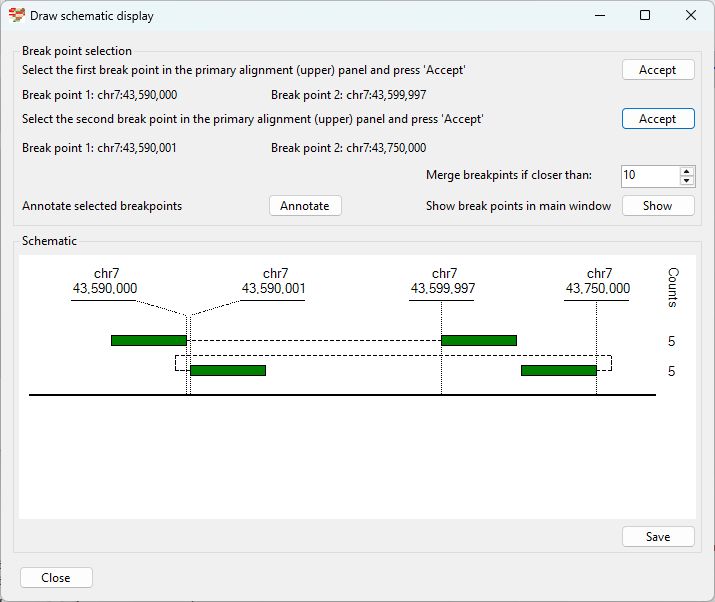 Draw schematic display
Break point selection
Select the first break point in the primary alignment (upper) panel and press 'Accept'
Accept
Break point 1: chr7:43,590,000 Break point 2: chr7:43,599,997
Select the second break point in the primary alignment (upper) panel and press 'Accept'
Accept
Break point 1: chr7:43,590,001 Break point 2: chr7:43,750,000
Merge breakpints if closer than: 10
Annotate selected breakpoints Annotate Show break points in main window Show
Schematic
chr7 chr7 chr7 chr7
43,590,000 43,590,001 43,599,997 43,750,000
Counts
5
5
Save
Close